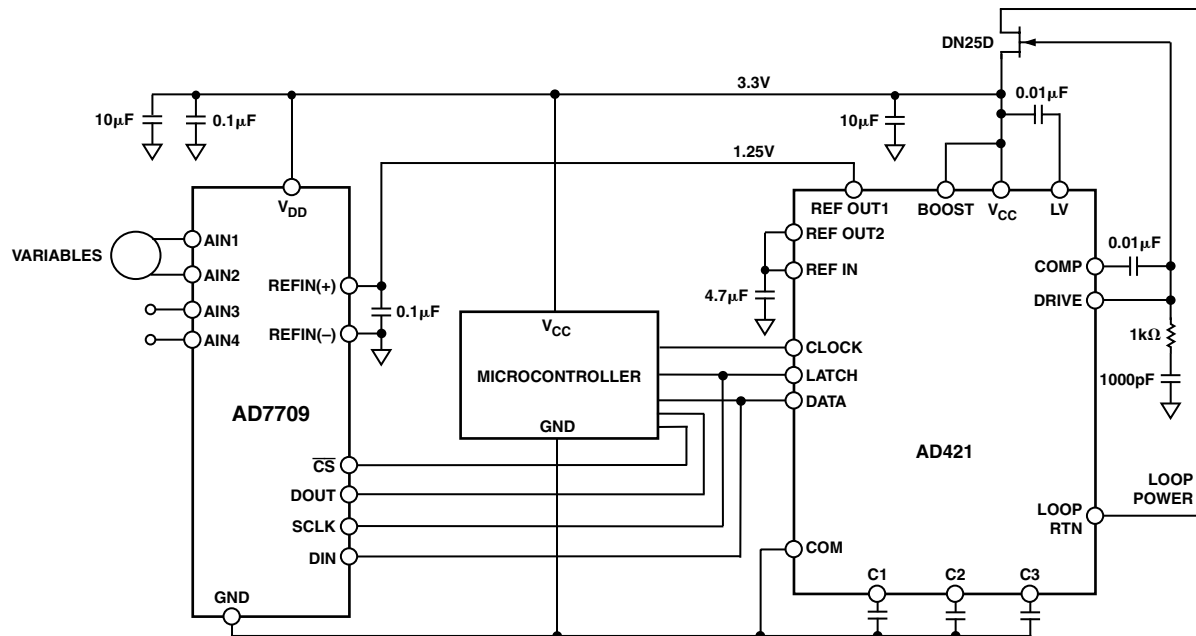 DN25D
3.3V
0.01µF
10µF
0.1µF
10µF
1.25V
VDD
REF OUT1
BOOST
VCC
LV
VARIABLES
AIN1
AIN2
AIN3
AIN4
REFIN(+)
REFIN(–)
0.1µF
REF OUT2
REF IN
4.7µF
COMP
0.01µF
DRIVE
1kΩ
1000pF
VCC
MICROCONTROLLER
GND
CLOCK
LATCH
DATA
AD7709
AD421
CS
DOUT
SCLK
DIN
GND
LOOP
POWER
LOOP
RTN
COM
C1
C2
C3